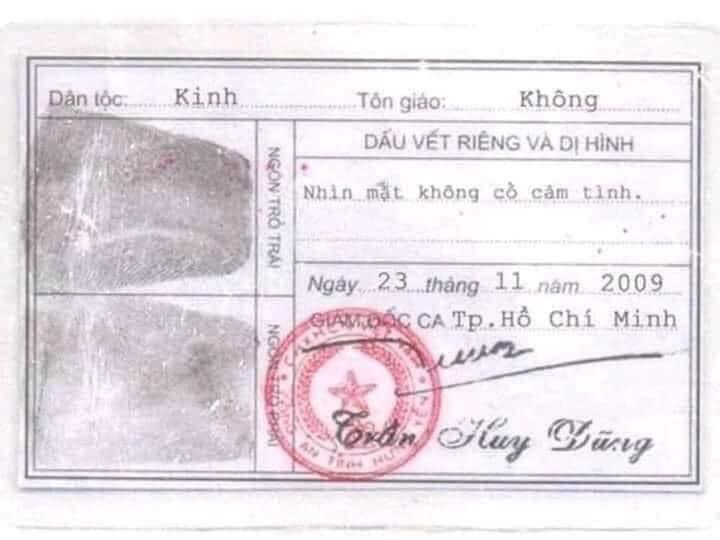 Dân tộc: Kinh Tôn giáo: Không
NGÓN TRỎ TRÁI
DẤU VẾT RIÊNG VÀ DỊ HÌNH
Nhìn mặt không có cảm tình.
Ngày 23 tháng 11 năm 2009
GIÁM ĐỐC CA Tp.Hồ Chí Minh
NGÓN TRỎ PHẢI
Trần Huy Dũng